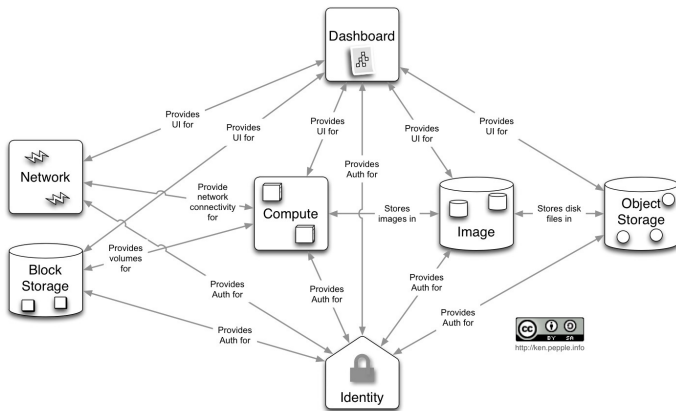 Dashboard
Provides
UI for
Provides
UI for
Provides
UI for
Provides
UI for
Provides
UI for
Provides
Auth for
Network
Provide
network
connectivity
for
Compute
Stores
images in
Image
Stores disk
files in
Object
Storage
Provides
volumes
for
Block
Storage
Provides
Auth for
Provides
Auth for
Provides
Auth for
Provides
Auth for
Provides
Auth for
Identity
cc
BY SA
http://ken.pepple.info